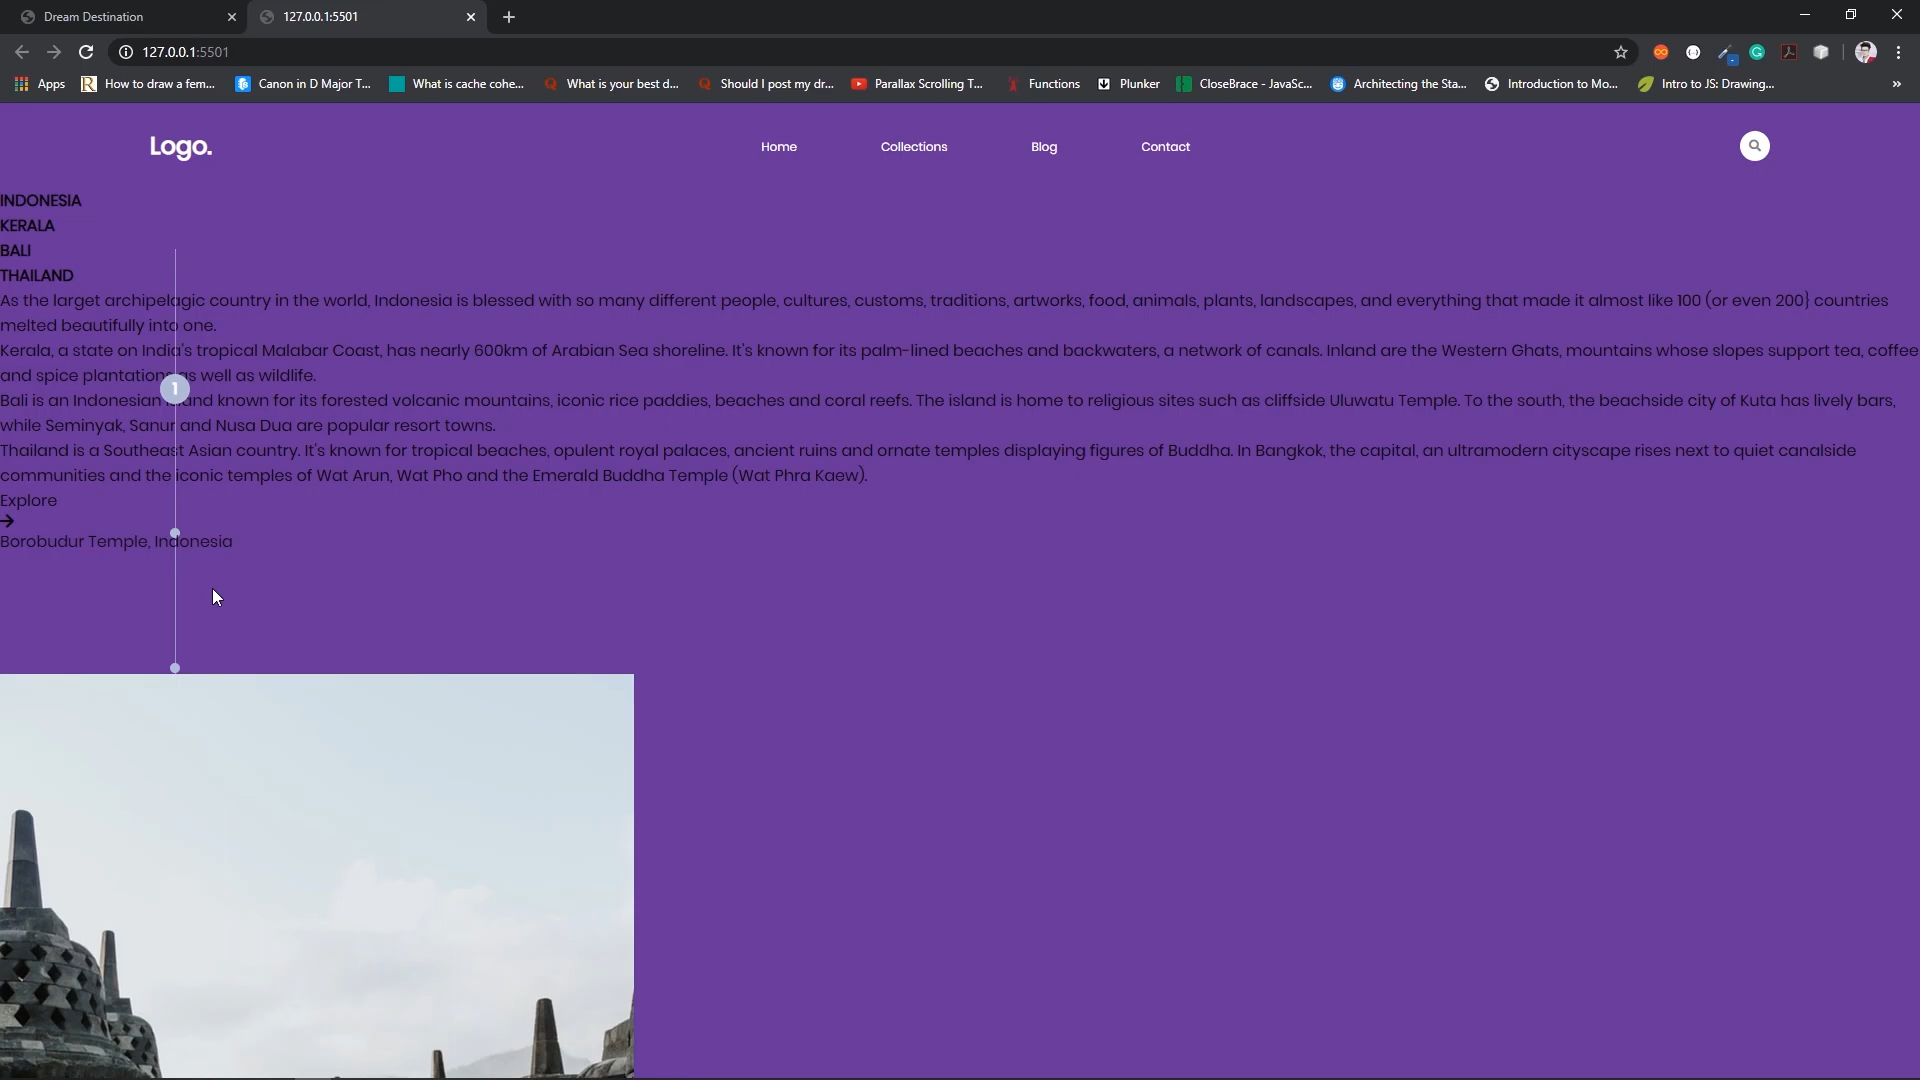 Dream Destination
127.0.0.1:5501
127.0.0.1:5501
Apps
How to draw a fem...
Canon in D Major T...
What is cache cohe...
What is your best d...
Should I post my dr...
Parallax Scrolling T...
Functions
Plunker
CloseBrace - JavaSc...
Architecting the Sta...
Introduction to Mo...
Intro to JS: Drawing...
Logo.
Home
Collections
Blog
Contact
INDONESIA
KERALA
BALI
THAILAND
As the larget archipelagic country in the world, Indonesia is blessed with so many different people, cultures, customs, traditions, artworks, food, animals, plants, landscapes, and everything that made it almost like 100 (or even 200} countries
melted beautifully into one.
Kerala, a state on India's tropical Malabar Coast, has nearly 600km of Arabian Sea shoreline. It's known for its palm-lined beaches and backwaters, a network of canals. Inland are the Western Ghats, mountains whose slopes support tea, coffee
and spice plantations as well as wildlife.
1
Bali is an Indonesian island known for its forested volcanic mountains, iconic rice paddies, beaches and coral reefs. The island is home to religious sites such as cliffside Uluwatu Temple. To the south, the beachside city of Kuta has lively bars,
while Seminyak, Sanur and Nusa Dua are popular resort towns.
Thailand is a Southeast Asian country. It's known for tropical beaches, opulent royal palaces, ancient ruins and ornate temples displaying figures of Buddha. In Bangkok, the capital, an ultramodern cityscape rises next to quiet canalside
communities and the iconic temples of Wat Arun, Wat Pho and the Emerald Buddha Temple (Wat Phra Kaew).
Explore
Borobudur Temple, Indonesia